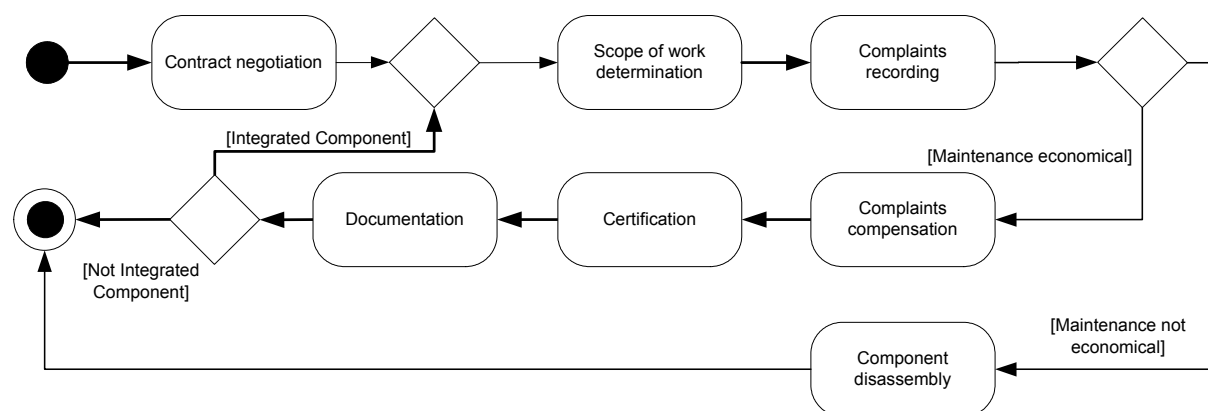 Contract negotiation
Scope of work
determination
Complaints
recording
[Integrated Component]
[Maintenance economical]
Documentation
Certification
Complaints
compensation
[Not Integrated
Component]
[Maintenance not
economical]
Component
disassembly